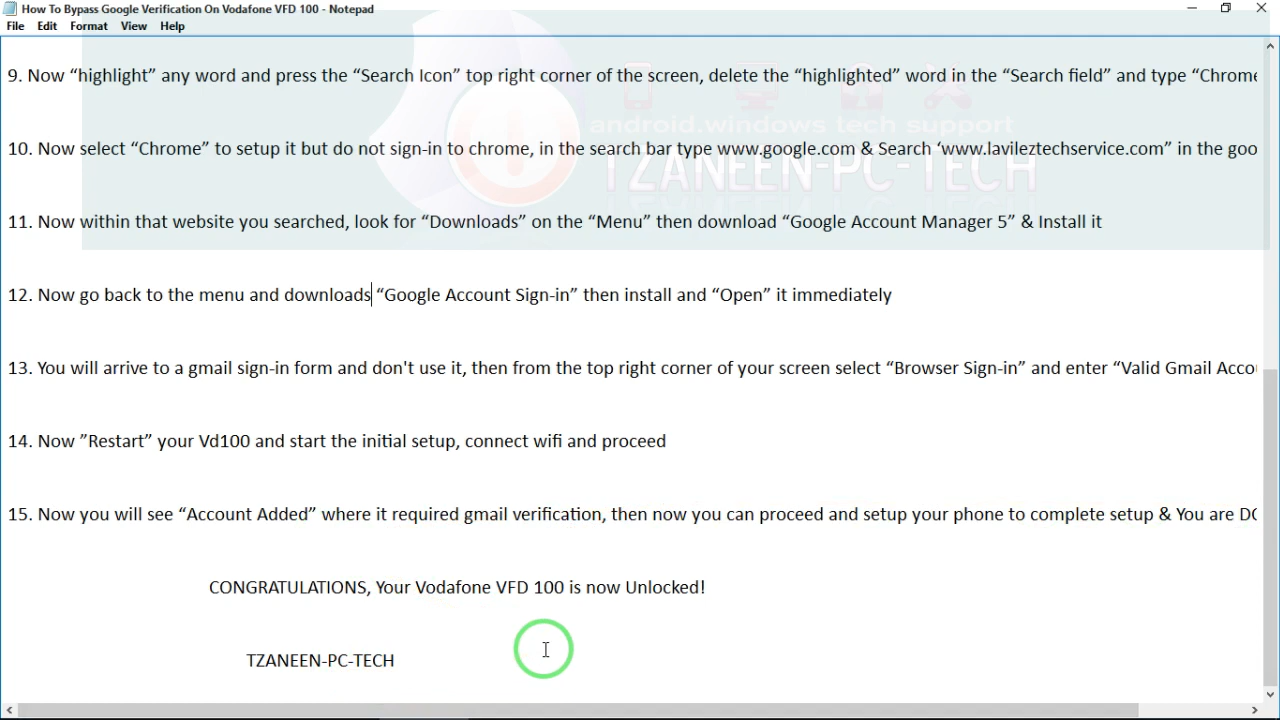 How To Bypass Google Verification On Vodafone VFD 100 - Notepad
File Edit Format View Help
9. Now “highlight” any word and press the “Search Icon” top right corner of the screen, delete the “highlighted” word in the “Search field” and type “Chrome
android.windows tech support
10. Now select “Chrome” to setup it but do not sign-in to chrome, in the search bar type www.google.com & Search ‘www.lavileztechservice.com” in the goo
TZANEEN-PC-TECH
11. Now within that website you searched, look for “Downloads” on the “Menu” then download “Google Account Manager 5” & Install it
12. Now go back to the menu and downloads “Google Account Sign-in” then install and “Open” it immediately
13. You will arrive to a gmail sign-in form and don't use it, then from the top right corner of your screen select “Browser Sign-in” and enter “Valid Gmail Acco
14. Now ”Restart” your Vd100 and start the initial setup, connect wifi and proceed
15. Now you will see “Account Added” where it required gmail verification, then now you can proceed and setup your phone to complete setup & You are DO
CONGRATULATIONS, Your Vodafone VFD 100 is now Unlocked!
TZANEEN-PC-TECH